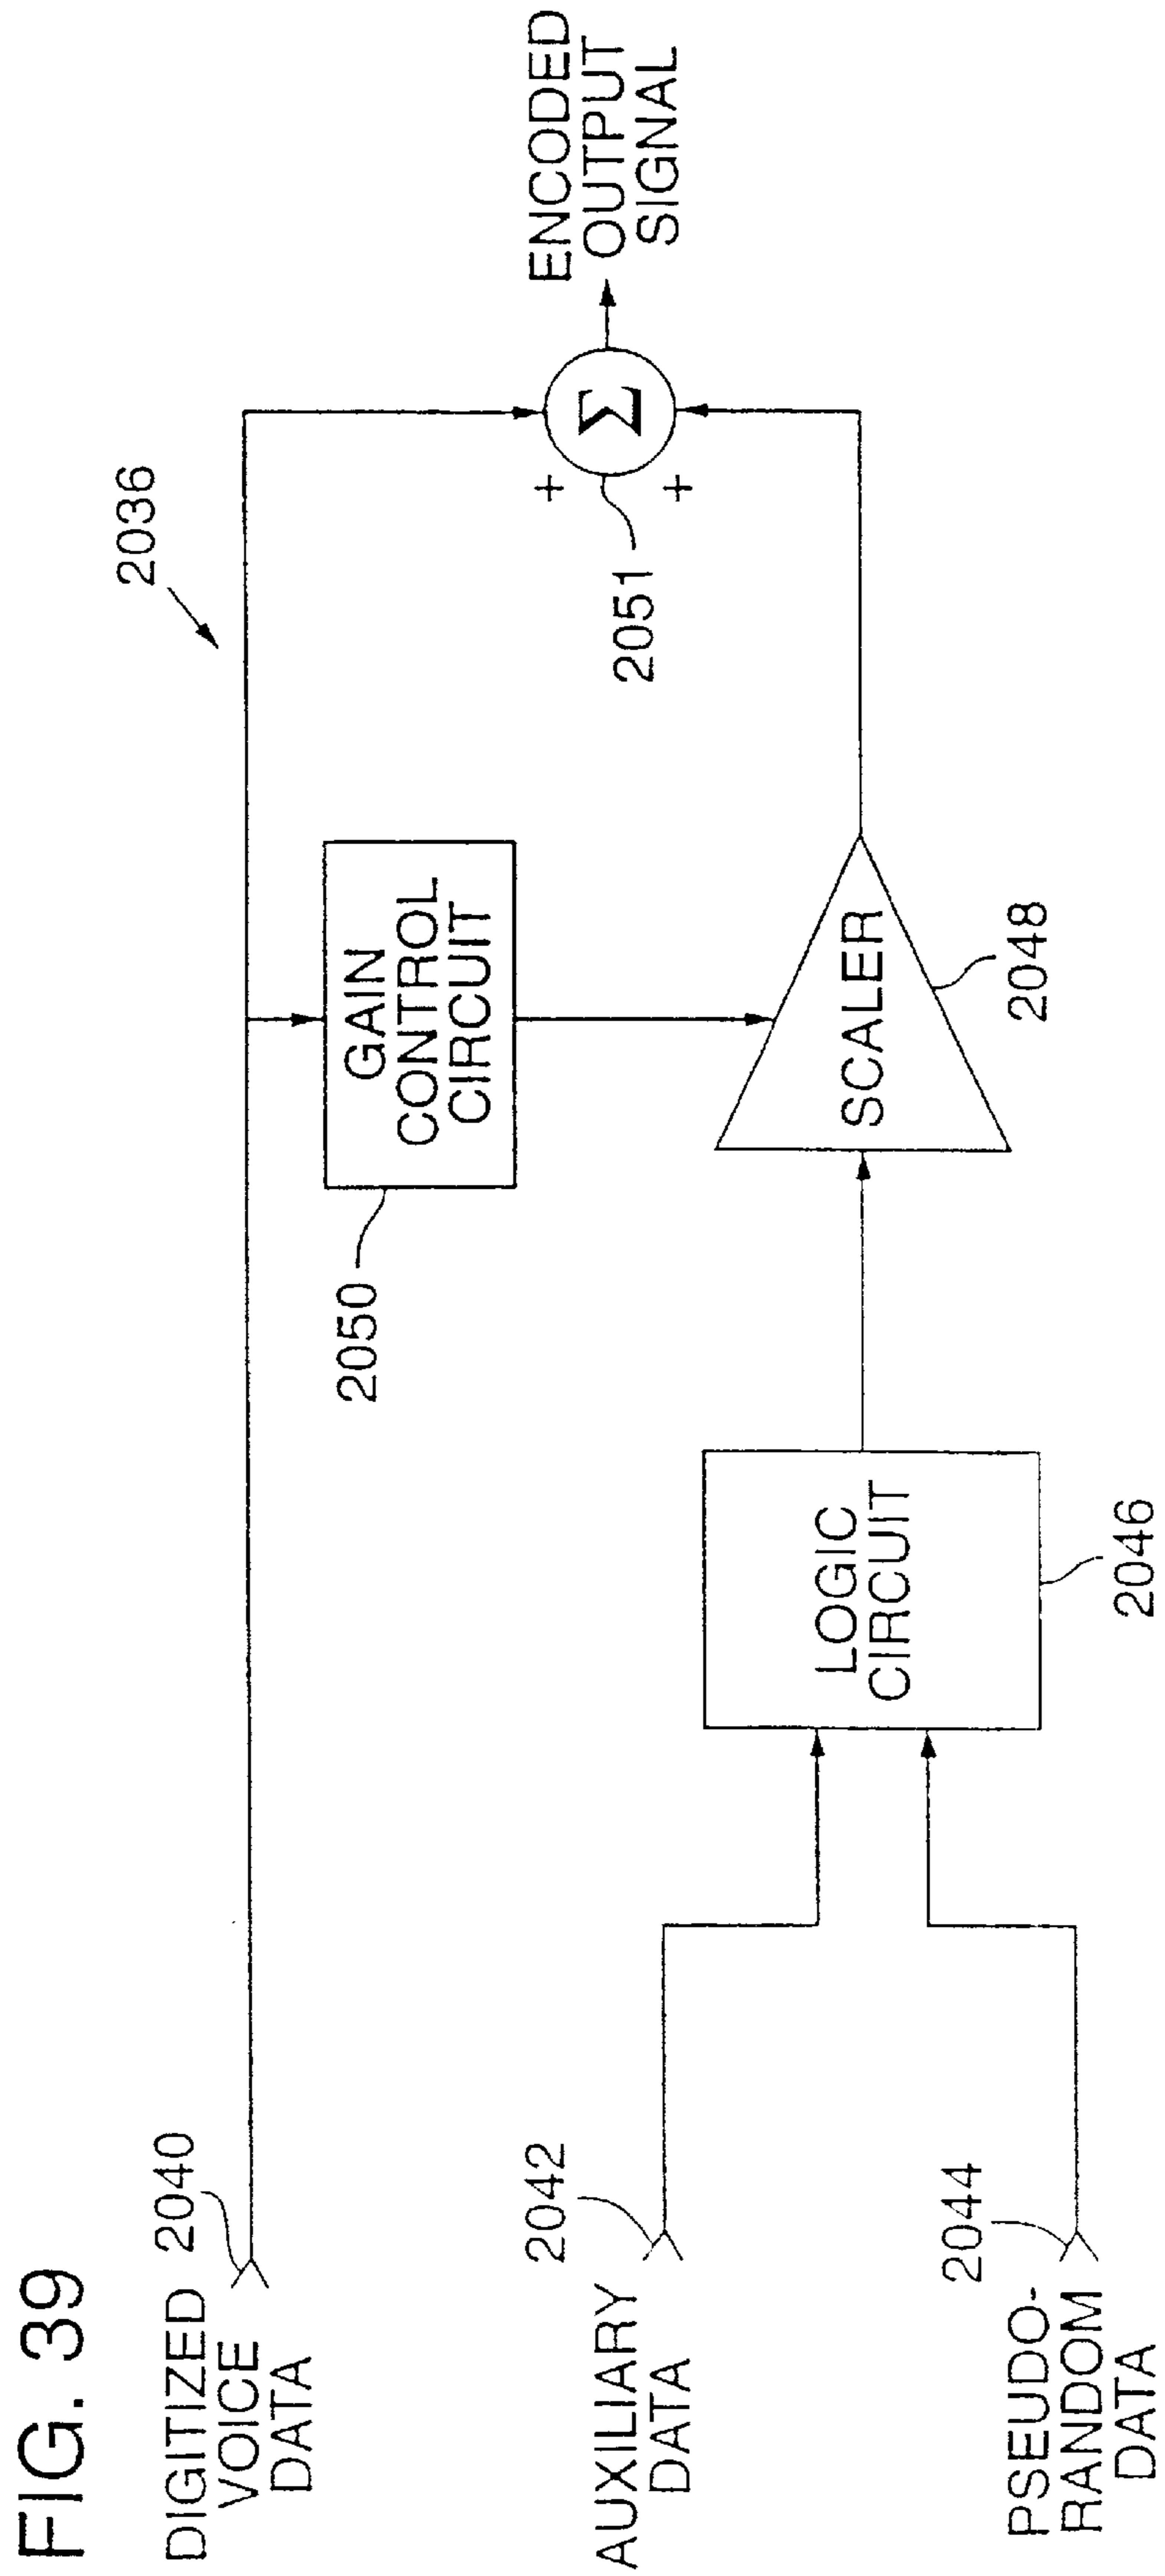 FIG. 39
DIGITIZED
VOICE
DATA
2040
2036
GAIN
CONTROL
CIRCUIT
2050
ENCODED
OUTPUT
SIGNAL
Σ
+
+
2051
AUXILIARY
DATA
2042
PSEUDO-
RANDOM
DATA
2044
LOGIC
CIRCUIT
2046
SCALER
2048